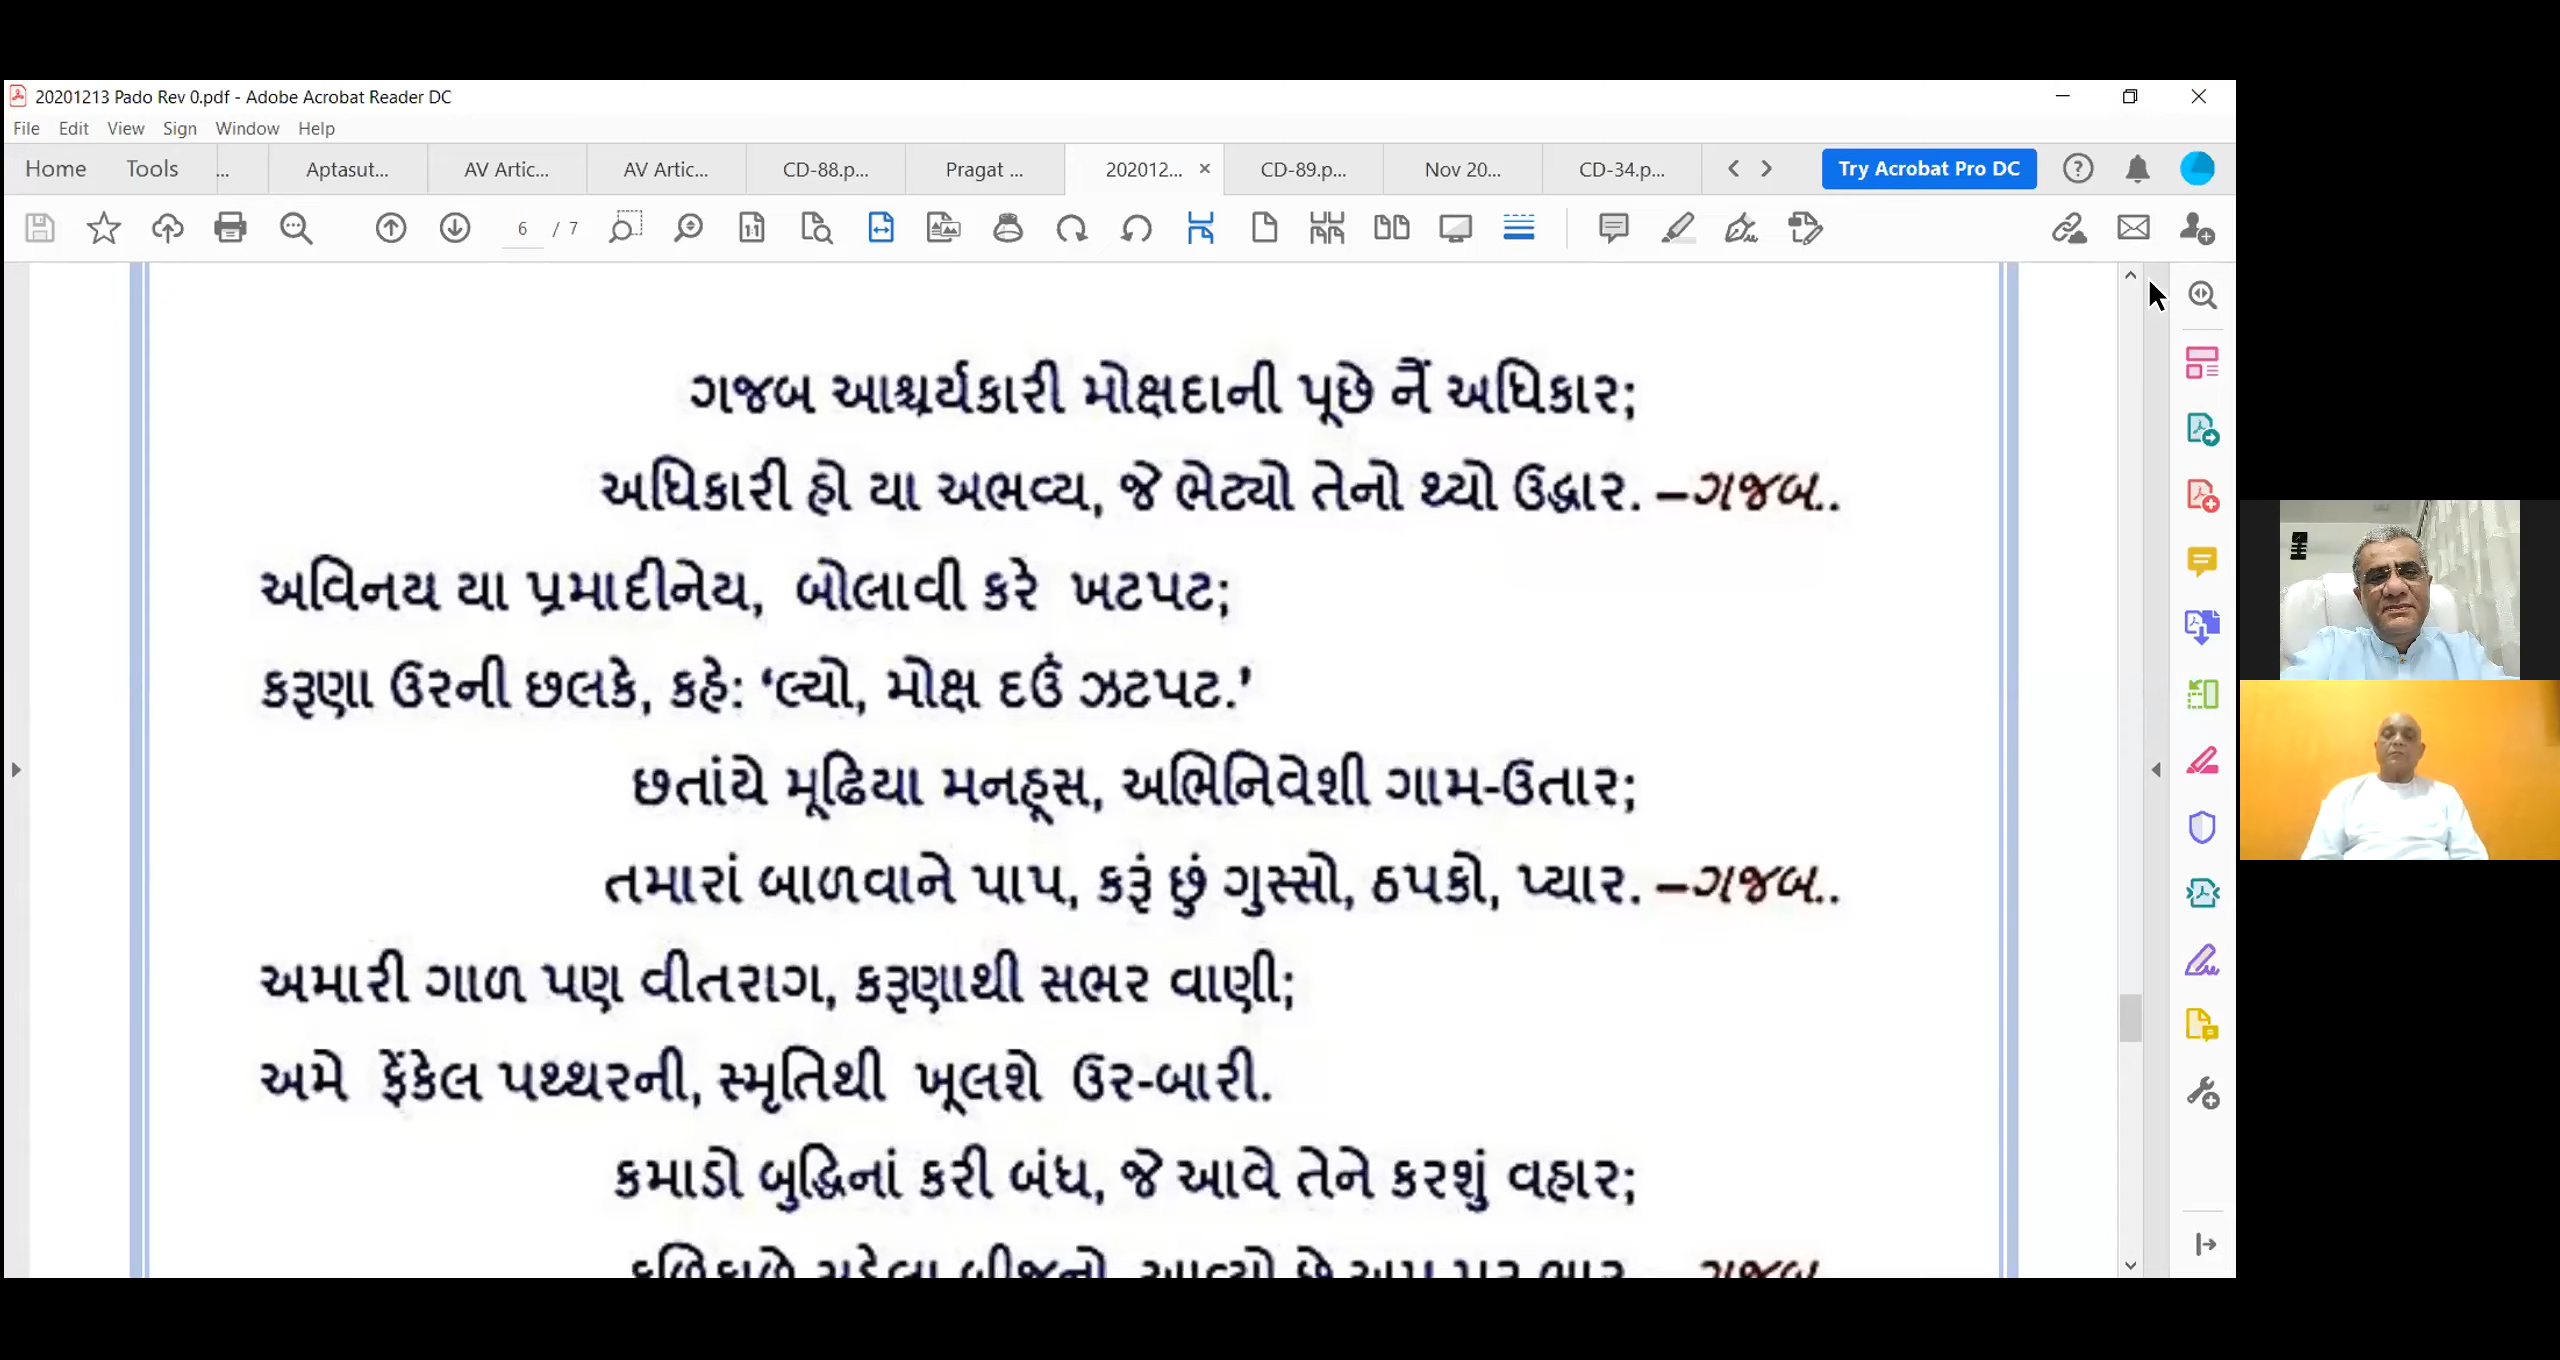 20201213 Pado Rev 0.pdf - Adobe Acrobat Reader DC
File Edit View Sign Window Help
Home Tools ... Aptasut... AV Artic... AV Artic... CD-88.p... Pragat ... 202012... CD-89.p... Nov 20... CD-34.p... Try Acrobat Pro DC
6 / 7
ગજબ આશ્ચર્યકારી મોક્ષદાની પૂછે નૈં અધિકાર;
અધિકારી હો યા અભવ્ય, જે ભેટ્યો તેનો થ્યો ઉદ્ધાર. –ગજબ..
અવિનય યા પ્રમાદીનેય, બોલાવી કરે ખટપટ;
કરૂણા ઉરની છલકે, કહે: ‘લ્યો, મોક્ષ દઉં ઝટપટ.’
છતાંયે મૂઢિયા મનહૂસ, અભિનિવેશી ગામ-ઉતાર;
તમારાં બાળવાને પાપ, કરૂં છું ગુસ્સો, ઠપકો, પ્યાર. –ગજબ..
અમારી ગાળ પણ વીતરાગ, કરૂણાથી સભર વાણી;
અમે ફેંકેલ પથ્થરની, સ્મૃતિથી ખૂલશે ઉર-બારી.
કમાડો બુદ્ધિનાં કરી બંધ, જે આવે તેને કરશું વહાર;